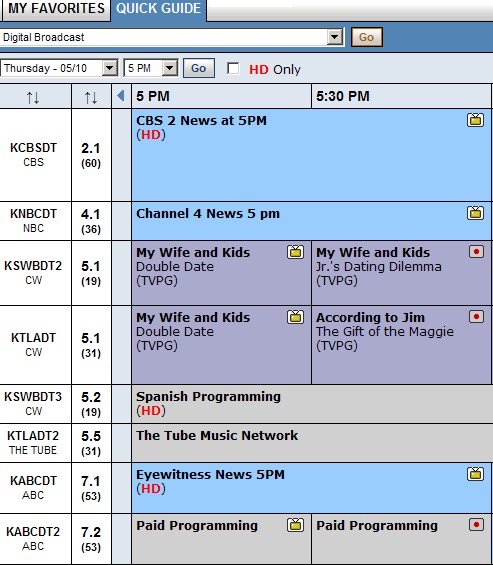 MY FAVORITES QUICK GUIDE
Digital Broadcast Go
Thursday - 05/10 5 PM Go HD Only
↑↓ ↑↓ 5 PM 5:30 PM
KCBSDT
CBS
2.1
(60)
CBS 2 News at 5PM
(HD)
KNBCDT
NBC
4.1
(36)
Channel 4 News 5 pm
KSWBDT2
CW
5.1
(19)
My Wife and Kids
Double Date
(TVPG)
My Wife and Kids
Jr.'s Dating Dilemma
(TVPG)
KTLADT
CW
5.1
(31)
My Wife and Kids
Double Date
(TVPG)
According to Jim
The Gift of the Maggie
(TVPG)
KSWBDT3
CW
5.2
(19)
Spanish Programming
(HD)
KTLADT2
THE TUBE
5.5
(31)
The Tube Music Network
KABCDT
ABC
7.1
(53)
Eyewitness News 5PM
(HD)
KABCDT2
ABC
7.2
(53)
Paid Programming
Paid Programming